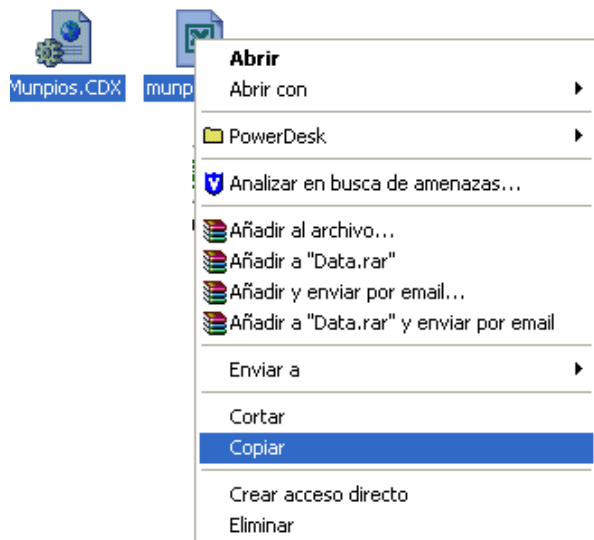 Munpios.CDX
munp
Abrir
Abrir con
PowerDesk
Analizar en busca de amenazas...
Añadir al archivo...
Añadir a "Data.rar"
Añadir y enviar por email...
Añadir a "Data.rar" y enviar por email
Enviar a
Cortar
Copiar
Crear acceso directo
Eliminar